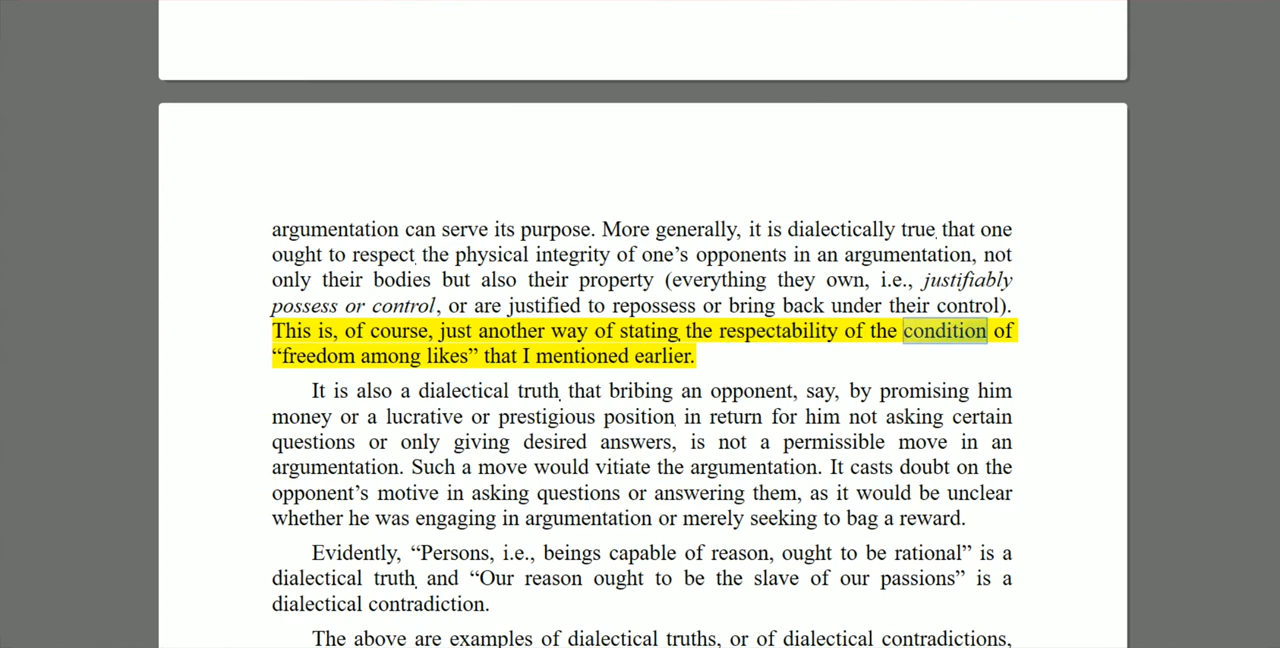 argumentation can serve its purpose. More generally, it is dialectically true that one
ought to respect the physical integrity of one’s opponents in an argumentation, not
only their bodies but also their property (everything they own, i.e., justifiably
possess or control, or are justified to repossess or bring back under their control).
This is, of course, just another way of stating the respectability of the condition of
“freedom among likes” that I mentioned earlier.
It is also a dialectical truth that bribing an opponent, say, by promising him
money or a lucrative or prestigious position in return for him not asking certain
questions or only giving desired answers, is not a permissible move in an
argumentation. Such a move would vitiate the argumentation. It casts doubt on the
opponent’s motive in asking questions or answering them, as it would be unclear
whether he was engaging in argumentation or merely seeking to bag a reward.
Evidently, “Persons, i.e., beings capable of reason, ought to be rational” is a
dialectical truth and “Our reason ought to be the slave of our passions” is a
dialectical contradiction.
The above are examples of dialectical truths, or of dialectical contradictions,